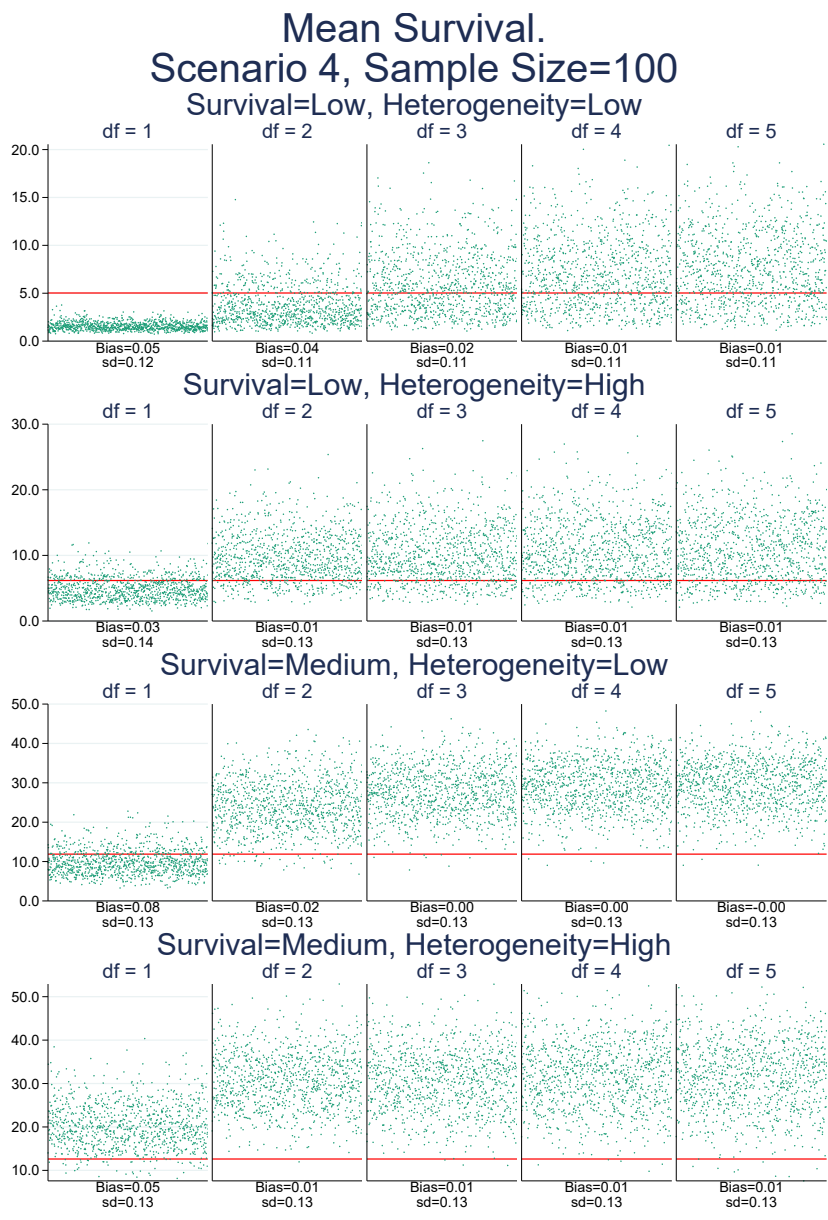 Mean Survival.
Scenario 4, Sample Size=100
Survival=Low, Heterogeneity=Low
df = 1 df = 2 df = 3 df = 4 df = 5
20.0
15.0
10.0
5.0
0.0
Bias=0.05 Bias=0.04 Bias=0.02 Bias=0.01 Bias=0.01
sd=0.12 sd=0.11 sd=0.11 sd=0.11 sd=0.11
Survival=Low, Heterogeneity=High
df = 1 df = 2 df = 3 df = 4 df = 5
30.0
20.0
10.0
0.0
Bias=0.03 Bias=0.01 Bias=0.01 Bias=0.01 Bias=0.01
sd=0.14 sd=0.13 sd=0.13 sd=0.13 sd=0.13
Survival=Medium, Heterogeneity=Low
df = 1 df = 2 df = 3 df = 4 df = 5
50.0
40.0
30.0
20.0
10.0
0.0
Bias=0.08 Bias=0.02 Bias=0.00 Bias=0.00 Bias=-0.00
sd=0.13 sd=0.13 sd=0.13 sd=0.13 sd=0.13
Survival=Medium, Heterogeneity=High
df = 1 df = 2 df = 3 df = 4 df = 5
50.0
40.0
30.0
20.0
10.0
Bias=0.05 Bias=0.01 Bias=0.01 Bias=0.01 Bias=0.01
sd=0.13 sd=0.13 sd=0.13 sd=0.13 sd=0.13